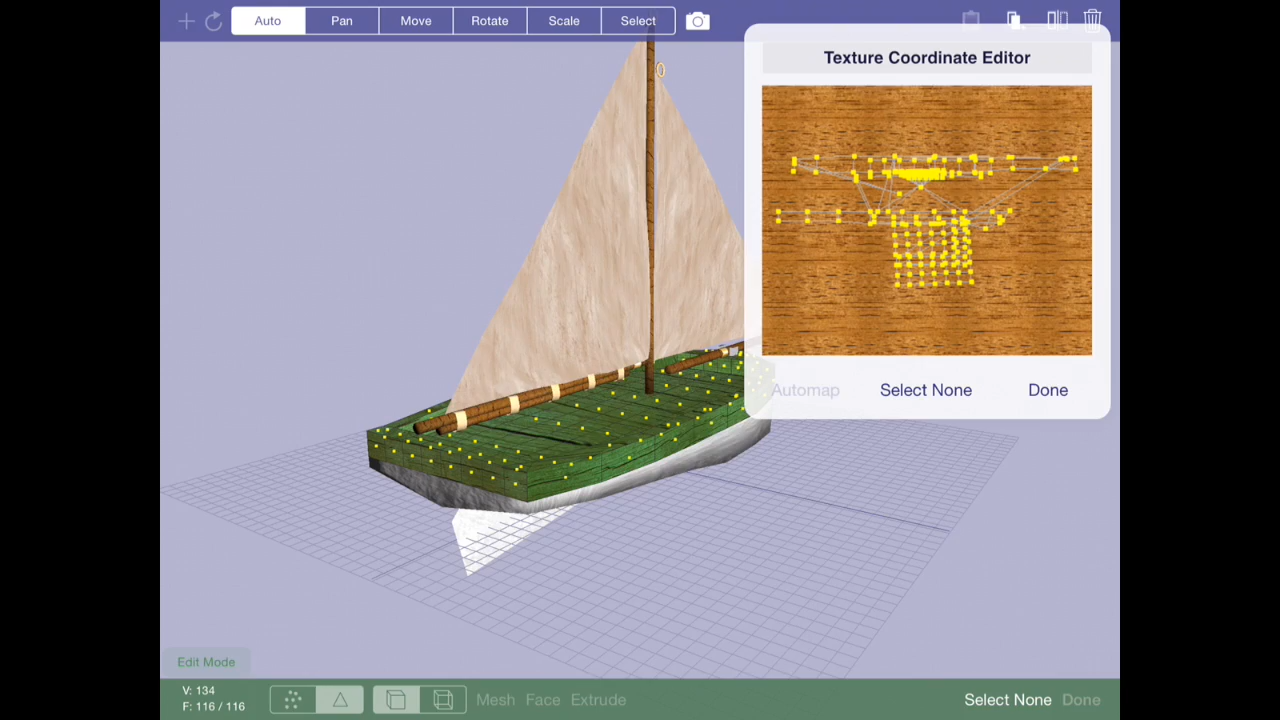 Auto Pan Move Rotate Scale Select
Texture Coordinate Editor
Automap Select None Done
Edit Mode
V: 134
F: 116 / 116
Mesh Face Extrude
Select None Done